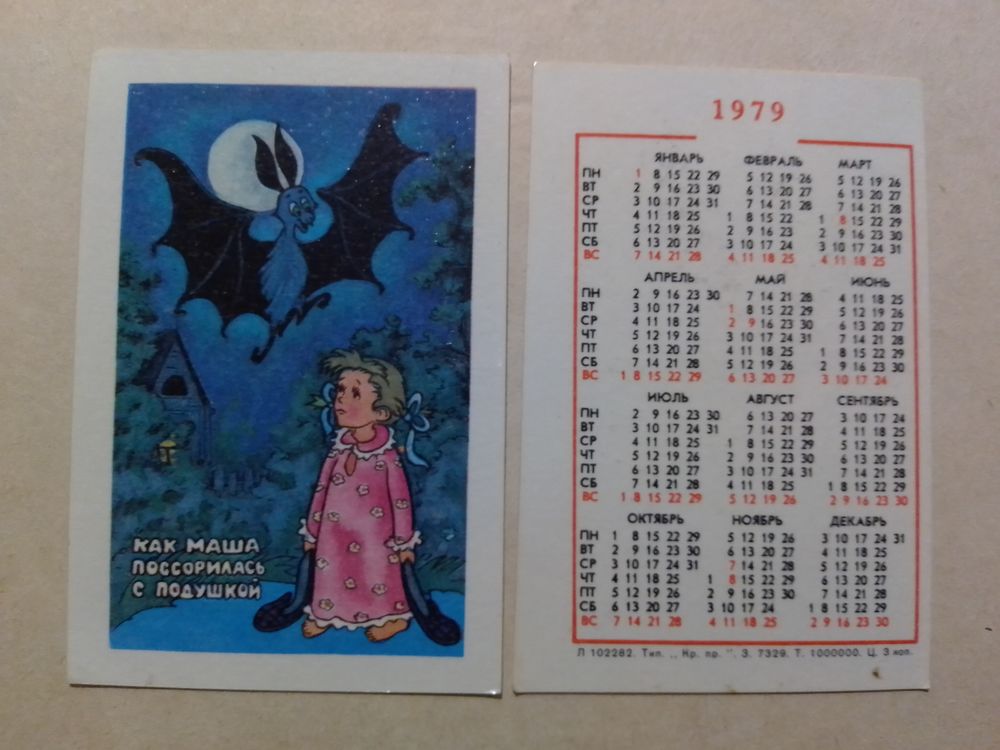 КАК МАША
ПОССОРИЛАСЬ
С ПОДУШКОЙ
1979
ЯНВАРЬ ФЕВРАЛЬ МАРТ
ПН 1 8 15 22 29 5 12 19 26 5 12 19 26
ВТ 2 9 16 23 30 6 13 20 27 6 13 20 27
СР 3 10 17 24 31 7 14 21 28 7 14 21 28
ЧТ 4 11 18 25 1 8 15 22 1 8 15 22 29
ПТ 5 12 19 26 2 9 16 23 2 9 16 23 30
СБ 6 13 20 27 3 10 17 24 3 10 17 24 31
ВС 7 14 21 28 4 11 18 25 4 11 18 25
АПРЕЛЬ МАЙ ИЮНЬ
ПН 2 9 16 23 30 7 14 21 28 4 11 18 25
ВТ 3 10 17 24 1 8 15 22 29 5 12 19 26
СР 4 11 18 25 2 9 16 23 30 6 13 20 27
ЧТ 5 12 19 26 3 10 17 24 31 7 14 21 28
ПТ 6 13 20 27 4 11 18 25 1 8 15 22 29
СБ 7 14 21 28 5 12 19 26 2 9 16 23 30
ВС 1 8 15 22 29 6 13 20 27 3 10 17 24
ИЮЛЬ АВГУСТ СЕНТЯБРЬ
ПН 2 9 16 23 30 6 13 20 27 3 10 17 24
ВТ 3 10 17 24 31 7 14 21 28 4 11 18 25
СР 4 11 18 25 1 8 15 22 29 5 12 19 26
ЧТ 5 12 19 26 2 9 16 23 30 6 13 20 27
ПТ 6 13 20 27 3 10 17 24 31 7 14 21 28
СБ 7 14 21 28 4 11 18 25 1 8 15 22 29
ВС 1 8 15 22 29 5 12 19 26 2 9 16 23 30
ОКТЯБРЬ НОЯБРЬ ДЕКАБРЬ
ПН 1 8 15 22 29 5 12 19 26 3 10 17 24 31
ВТ 2 9 16 23 30 6 13 20 27 4 11 18 25
СР 3 10 17 24 31 7 14 21 28 5 12 19 26
ЧТ 4 11 18 25 1 8 15 22 29 6 13 20 27
ПТ 5 12 19 26 2 9 16 23 30 7 14 21 28
СБ 6 13 20 27 3 10 17 24 1 8 15 22 29
ВС 7 14 21 28 4 11 18 25 2 9 16 23 30
Л 102282. Тип. „Кр. пр.". З. 7329. Т. 1000000. Ц. 3 коп.